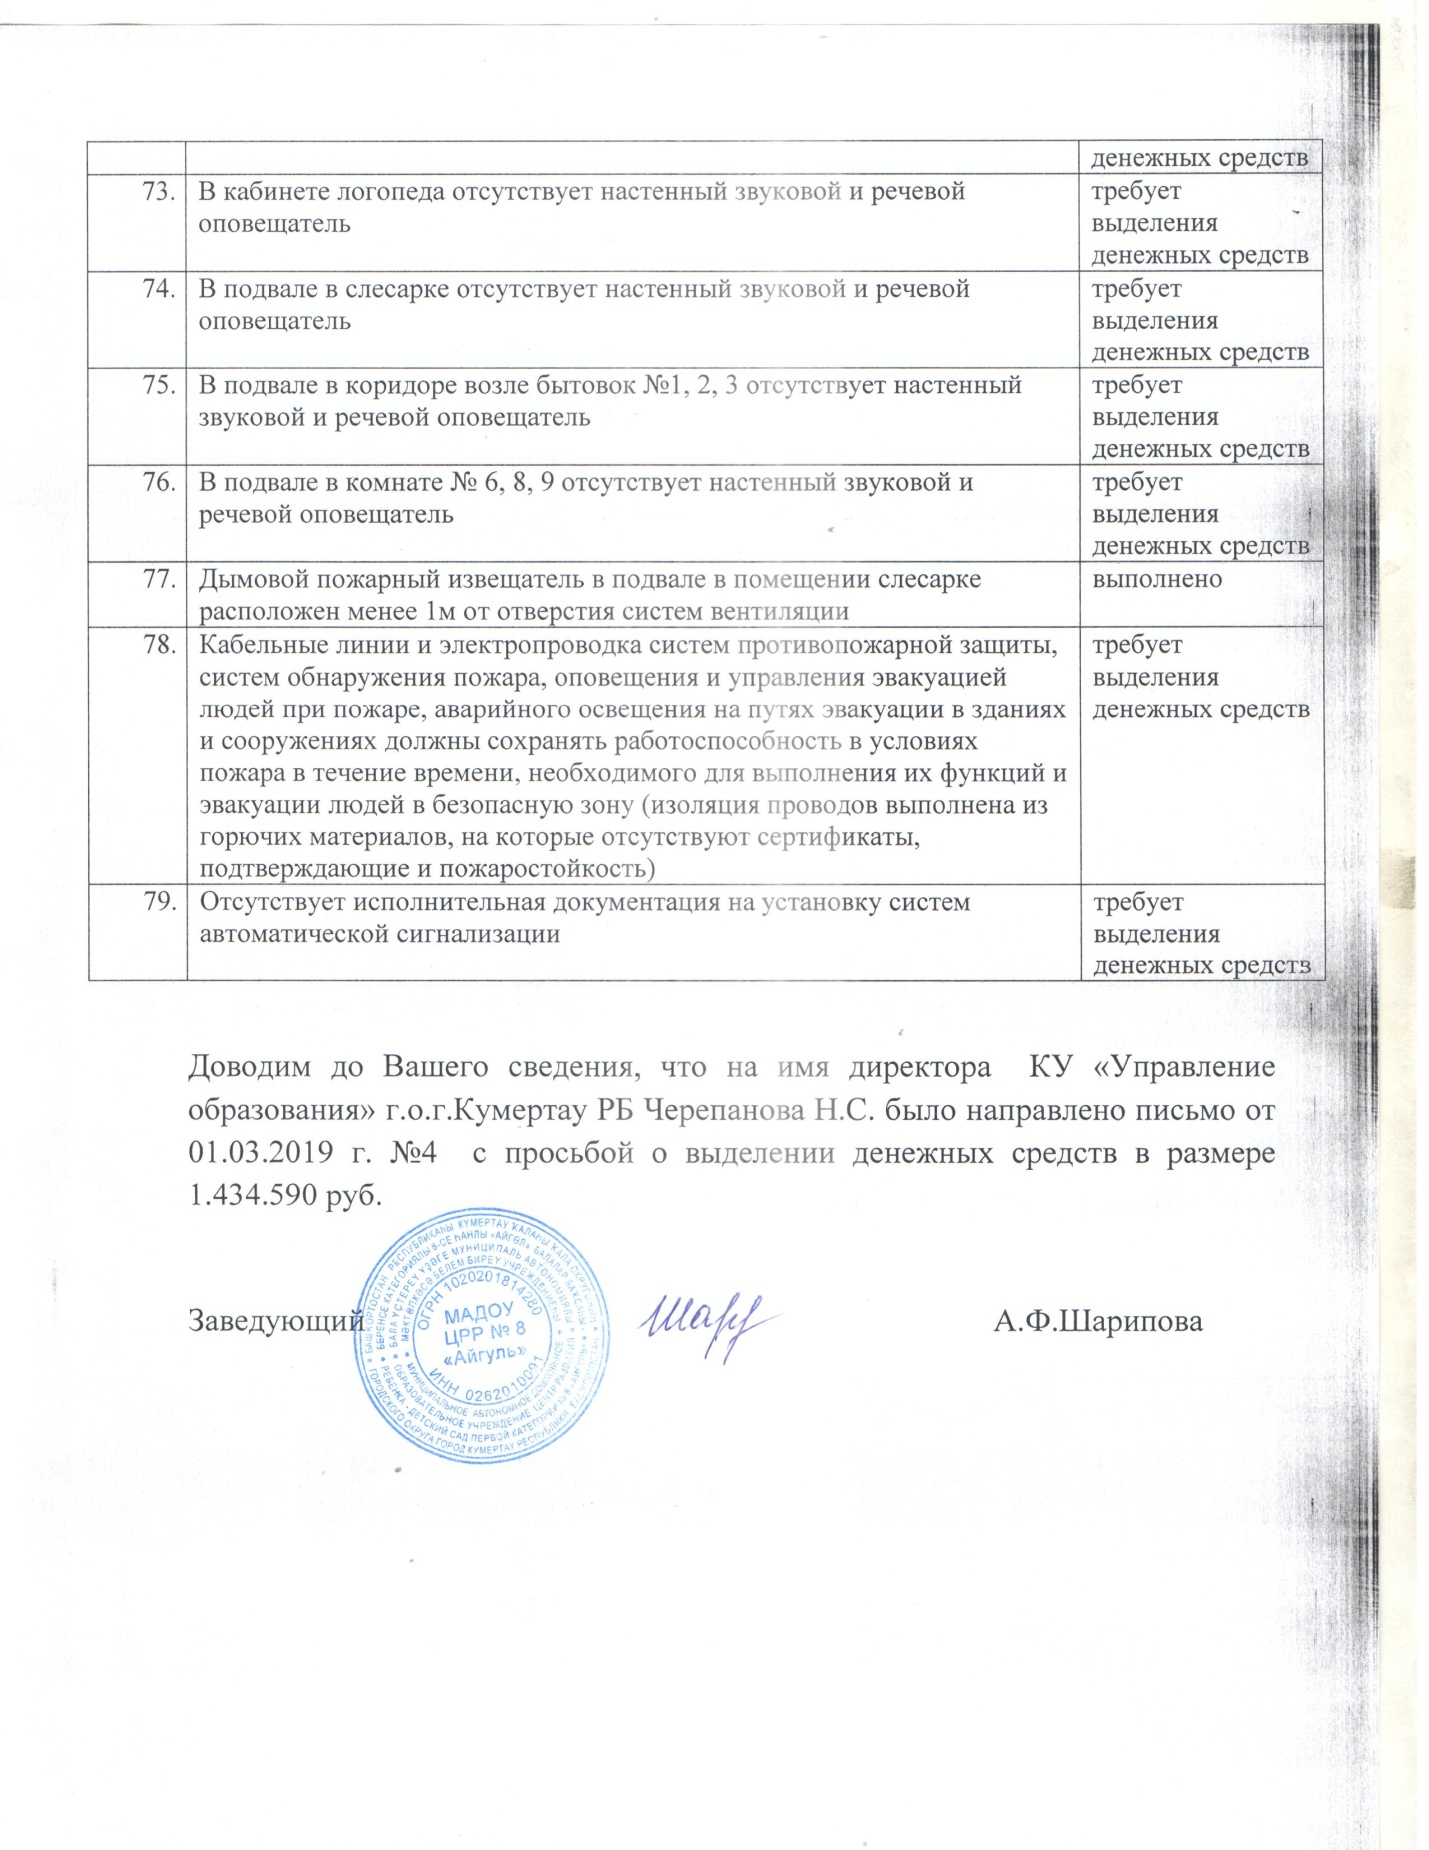 денежных средств
73. В кабинете логопеда отсутствует настенный звуковой и речевой
оповещатель
требует
выделения
денежных средств
74. В подвале в слесарке отсутствует настенный звуковой и речевой
оповещатель
требует
выделения
денежных средств
75. В подвале в коридоре возле бытовок №1, 2, 3 отсутствует настенный
звуковой и речевой оповещатель
требует
выделения
денежных средств
76. В подвале в комнате № 6, 8, 9 отсутствует настенный звуковой и
речевой оповещатель
требует
выделения
денежных средств
77. Дымовой пожарный извещатель в подвале в помещении слесарке
расположен менее 1м от отверстия систем вентиляции
выполнено
78. Кабельные линии и электропроводка систем противопожарной защиты,
систем обнаружения пожара, оповещения и управления эвакуацией
людей при пожаре, аварийного освещения на путях эвакуации в зданиях
и сооружениях должны сохранять работоспособность в условиях
пожара в течение времени, необходимого для выполнения их функций и
эвакуации людей в безопасную зону (изоляция проводов выполнена из
горючих материалов, на которые отсутствуют сертификаты,
подтверждающие и пожаростойкость)
требует
выделения
денежных средств
79. Отсутствует исполнительная документация на установку систем
автоматической сигнализации
требует
выделения
денежных средств
Доводим до Вашего сведения, что на имя директора КУ «Управление
образования» г.о.г.Кумертау РБ Черепанова Н.С. было направлено письмо от
01.03.2019 г. №4 с просьбой о выделении денежных средств в размере
1.434.590 руб.
Заведующий
А.Ф.Шарипова
ОГРН 1020201814280
МАДОУ
ЦРР № 8
«Айгуль»
ИНН 0262010091